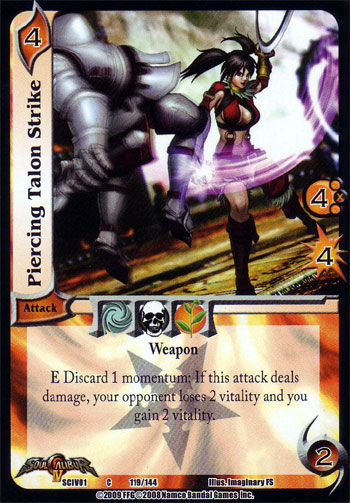 4
Piercing Talon Strike
4
4
Attack
Weapon
E Discard 1 momentum: If this attack deals
damage, your opponent loses 2 vitality and you
gain 2 vitality.
2
SOULCALIBUR
IV
SCIV01 C 119/144 Illus. Imaginary FS
©2009 FFG ©2008 Namco Bandai Games, Inc.